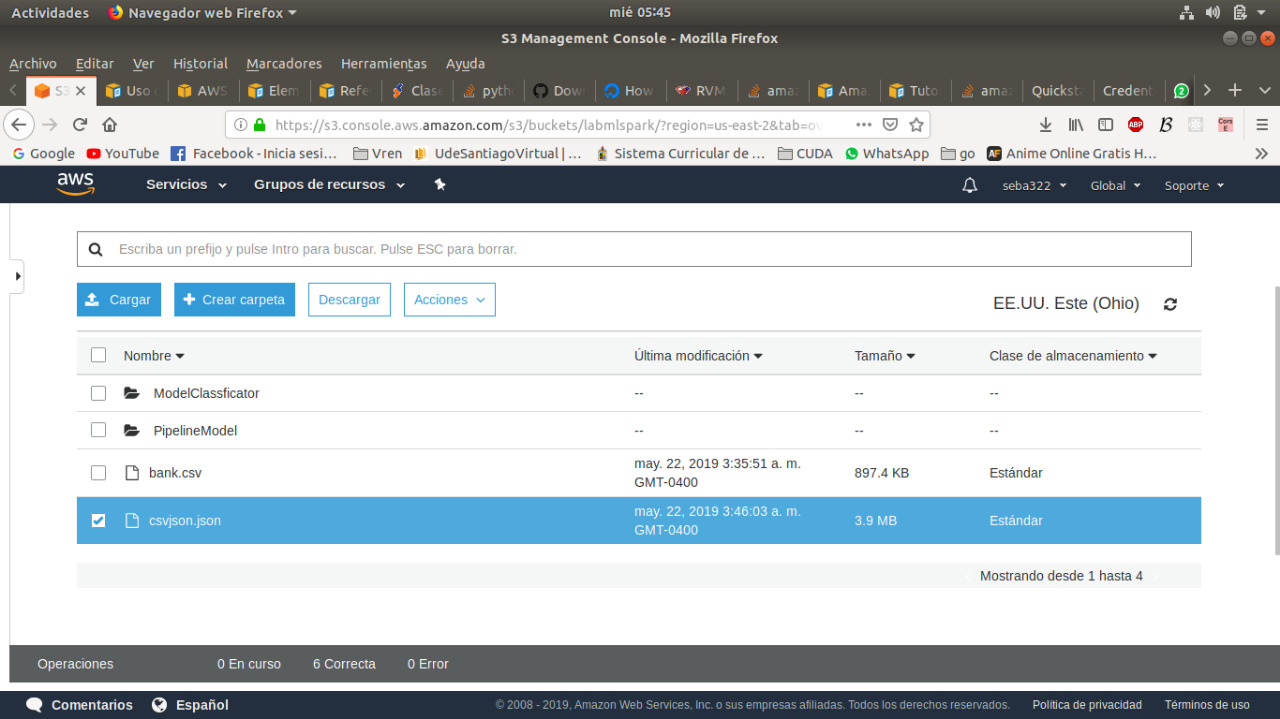 Actividades Navegador web Firefox mié 05:45
S3 Management Console - Mozilla Firefox
Archivo Editar Ver Historial Marcadores Herramientas Ayuda
S3 Uso AWS Elem Refe Clas pyth Dow How RVM amaz Ama Tuto ama Quickst Credent 2
https://s3.console.aws.amazon.com/s3/buckets/labmlspark/?region=us-east-2&tab=ov ABP Cors E
Google YouTube Facebook - Inicia sesi… Vren UdeSantiagoVirtual | … Sistema Curricular de … CUDA WhatsApp go AF Anime Online Gratis H…
aws Servicios Grupos de recursos seba322 Global Soporte
Escriba un prefijo y pulse Intro para buscar. Pulse ESC para borrar.
Cargar Crear carpeta Descargar Acciones EE.UU. Este (Ohio)
Nombre Última modificación Tamaño Clase de almacenamiento
ModelClassficator -- -- --
PipelineModel -- -- --
bank.csv may. 22, 2019 3:35:51 a. m. GMT-0400 897.4 KB Estándar
csvjson.json may. 22, 2019 3:46:03 a. m. GMT-0400 3.9 MB Estándar
Mostrando desde 1 hasta 4
Operaciones 0 En curso 6 Correcta 0 Error
Comentarios Español © 2008 - 2019, Amazon Web Services, Inc. o sus empresas afiliadas. Todos los derechos reservados. Política de privacidad Términos de uso